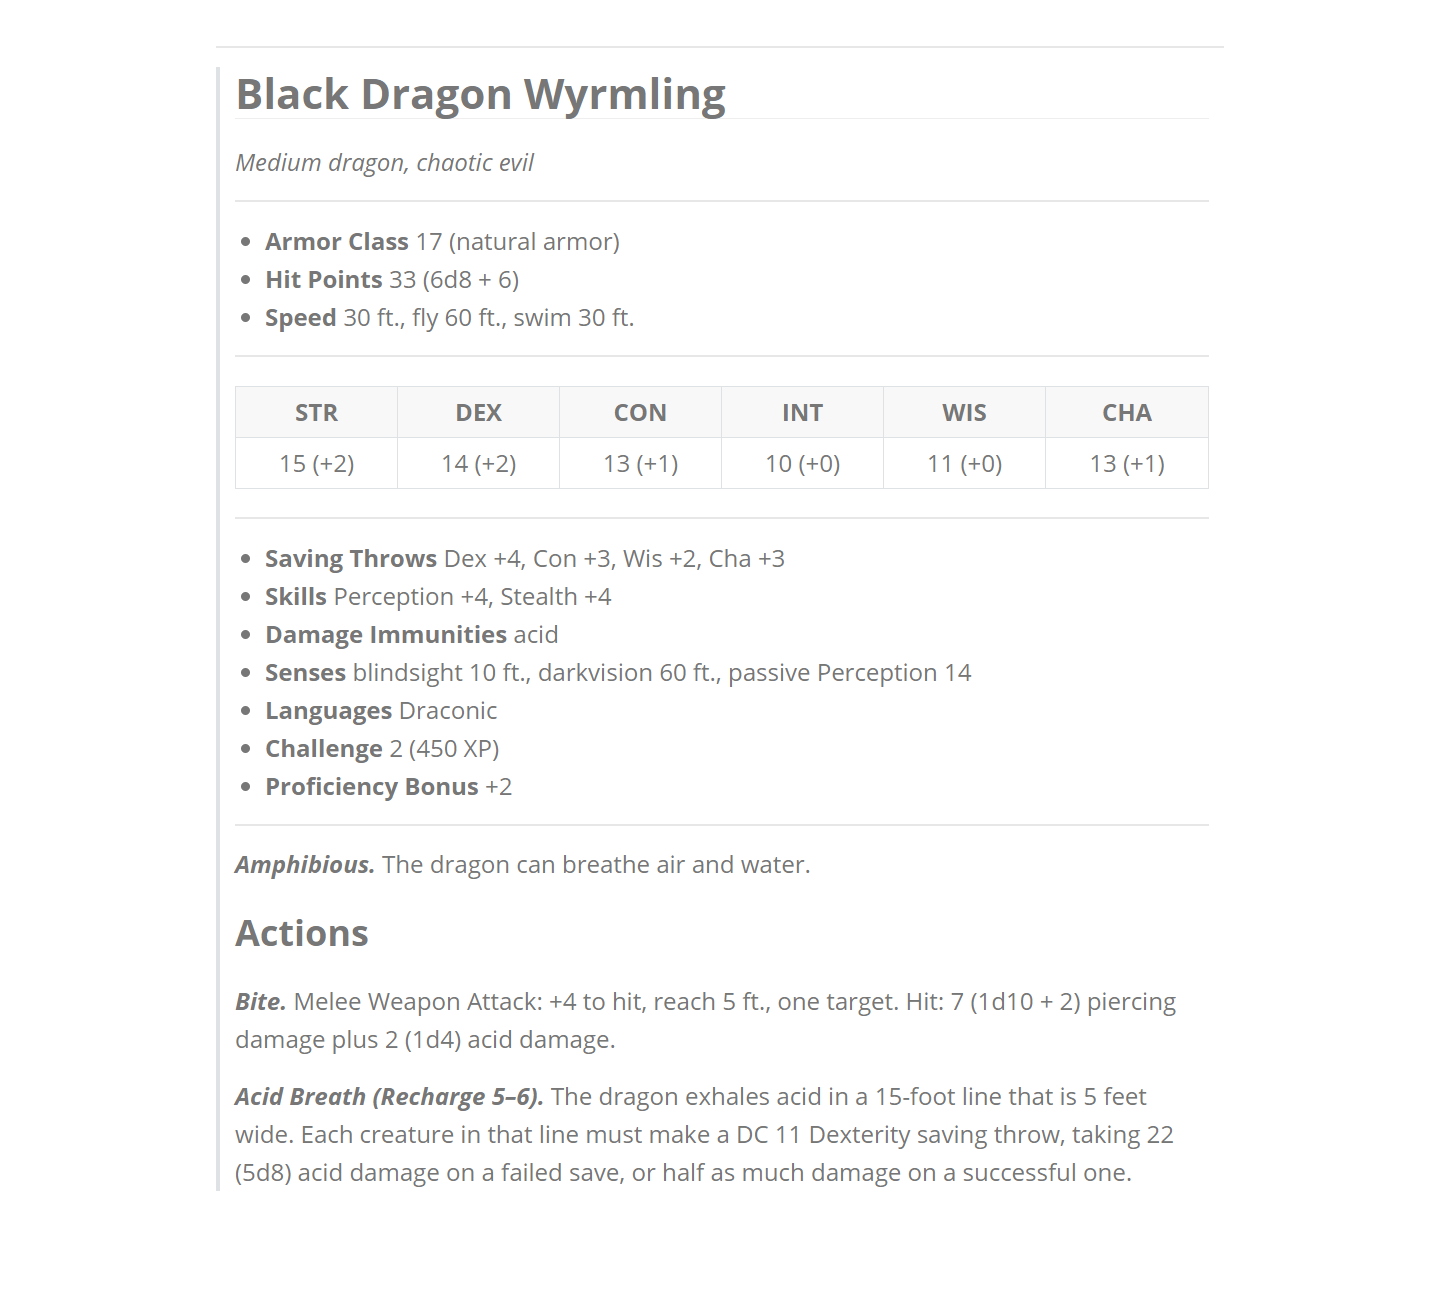 Black Dragon Wyrmling
Medium dragon, chaotic evil
Armor Class 17 (natural armor)
Hit Points 33 (6d8 + 6)
Speed 30 ft., fly 60 ft., swim 30 ft.
STR DEX CON INT WIS CHA
15 (+2) 14 (+2) 13 (+1) 10 (+0) 11 (+0) 13 (+1)
Saving Throws Dex +4, Con +3, Wis +2, Cha +3
Skills Perception +4, Stealth +4
Damage Immunities acid
Senses blindsight 10 ft., darkvision 60 ft., passive Perception 14
Languages Draconic
Challenge 2 (450 XP)
Proficiency Bonus +2
Amphibious. The dragon can breathe air and water.
Actions
Bite. Melee Weapon Attack: +4 to hit, reach 5 ft., one target. Hit: 7 (1d10 + 2) piercing
damage plus 2 (1d4) acid damage.
Acid Breath (Recharge 5–6). The dragon exhales acid in a 15-foot line that is 5 feet
wide. Each creature in that line must make a DC 11 Dexterity saving throw, taking 22
(5d8) acid damage on a failed save, or half as much damage on a successful one.